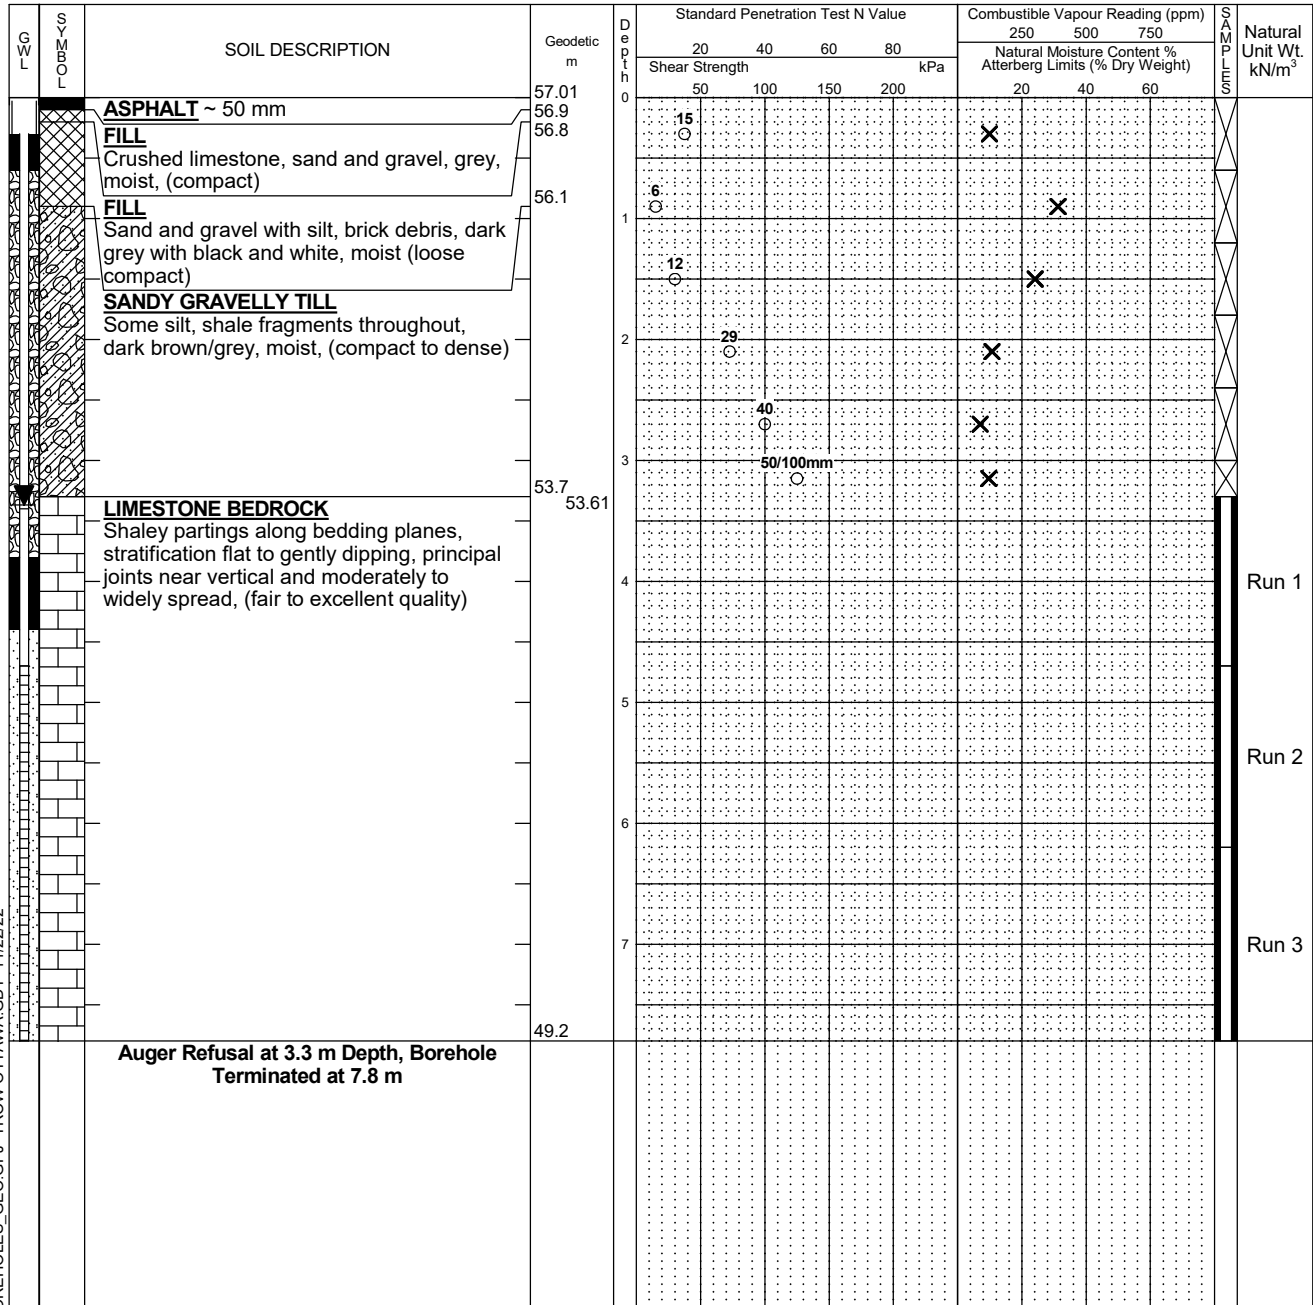 GWL
SYMBOL
SOIL DESCRIPTION
Geodetic
m
Depth
Standard Penetration Test N Value
20 40 60 80
Shear Strength kPa
50 100 150 200
Combustible Vapour Reading (ppm)
250 500 750
Natural Moisture Content %
Atterberg Limits (% Dry Weight)
20 40 60
SAMPLES
Natural
Unit Wt.
kN/m³
57.01
0
ASPHALT ~ 50 mm
56.9
FILL
56.8
Crushed limestone, sand and gravel, grey,
moist, (compact)
15
56.1
FILL
Sand and gravel with silt, brick debris, dark
grey with black and white, moist (loose
compact)
6
1
12
SANDY GRAVELLY TILL
Some silt, shale fragments throughout,
dark brown/grey, moist, (compact to dense)
29
2
40
3
50/100mm
53.7
53.61
LIMESTONE BEDROCK
Shaley partings along bedding planes,
stratification flat to gently dipping, principal
joints near vertical and moderately to
widely spread, (fair to excellent quality)
4
Run 1
5
Run 2
6
7
Run 3
49.2
Auger Refusal at 3.3 m Depth, Borehole
Terminated at 7.8 m